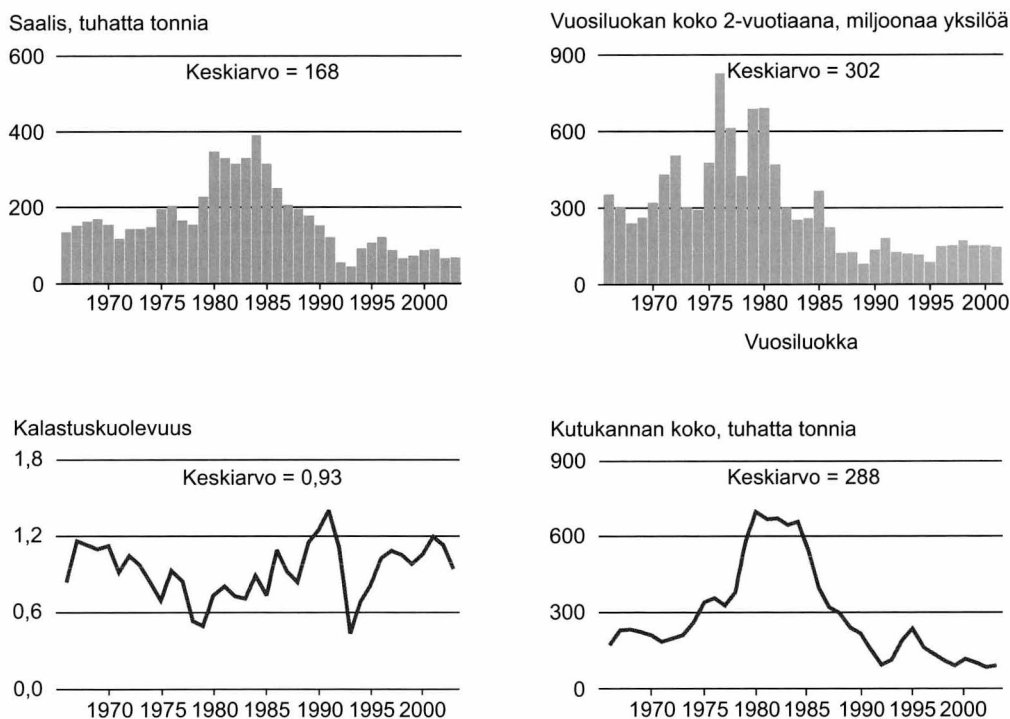 Saalis, tuhatta tonnia
600
Keskiarvo = 168
400
200
0
1970 1975 1980 1985 1990 1995 2000
Vuosiluokan koko 2-vuotiaana, miljoonaa yksilöä
900
Keskiarvo = 302
600
300
0
1970 1975 1980 1985 1990 1995 2000
Vuosiluokka
Kalastuskuolevuus
1,8
Keskiarvo = 0,93
1,2
0,6
0,0
1970 1975 1980 1985 1990 1995 2000
Kutukannan koko, tuhatta tonnia
900
Keskiarvo = 288
600
300
0
1970 1975 1980 1985 1990 1995 2000